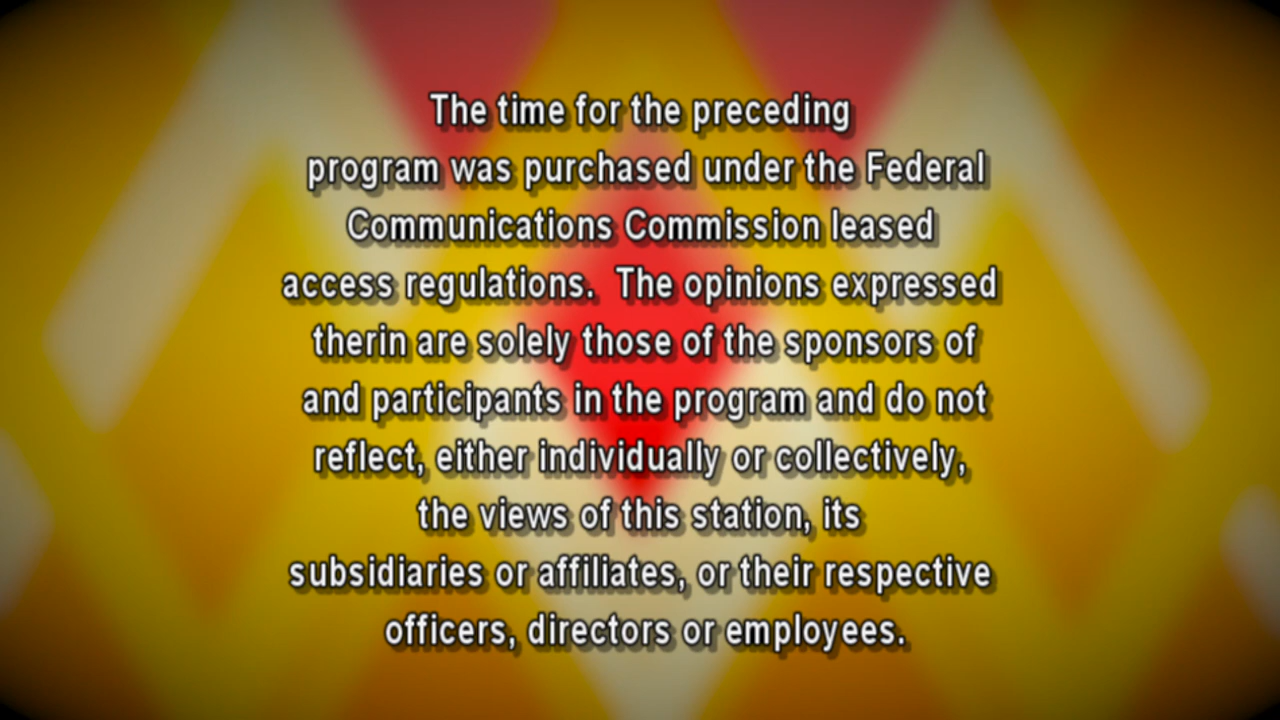 The time for the preceding
program was purchased under the Federal
Communications Commission leased
access regulations. The opinions expressed
therin are solely those of the sponsors of
and participants in the program and do not
reflect, either individually or collectively,
the views of this station, its
subsidiaries or affiliates, or their respective
officers, directors or employees.